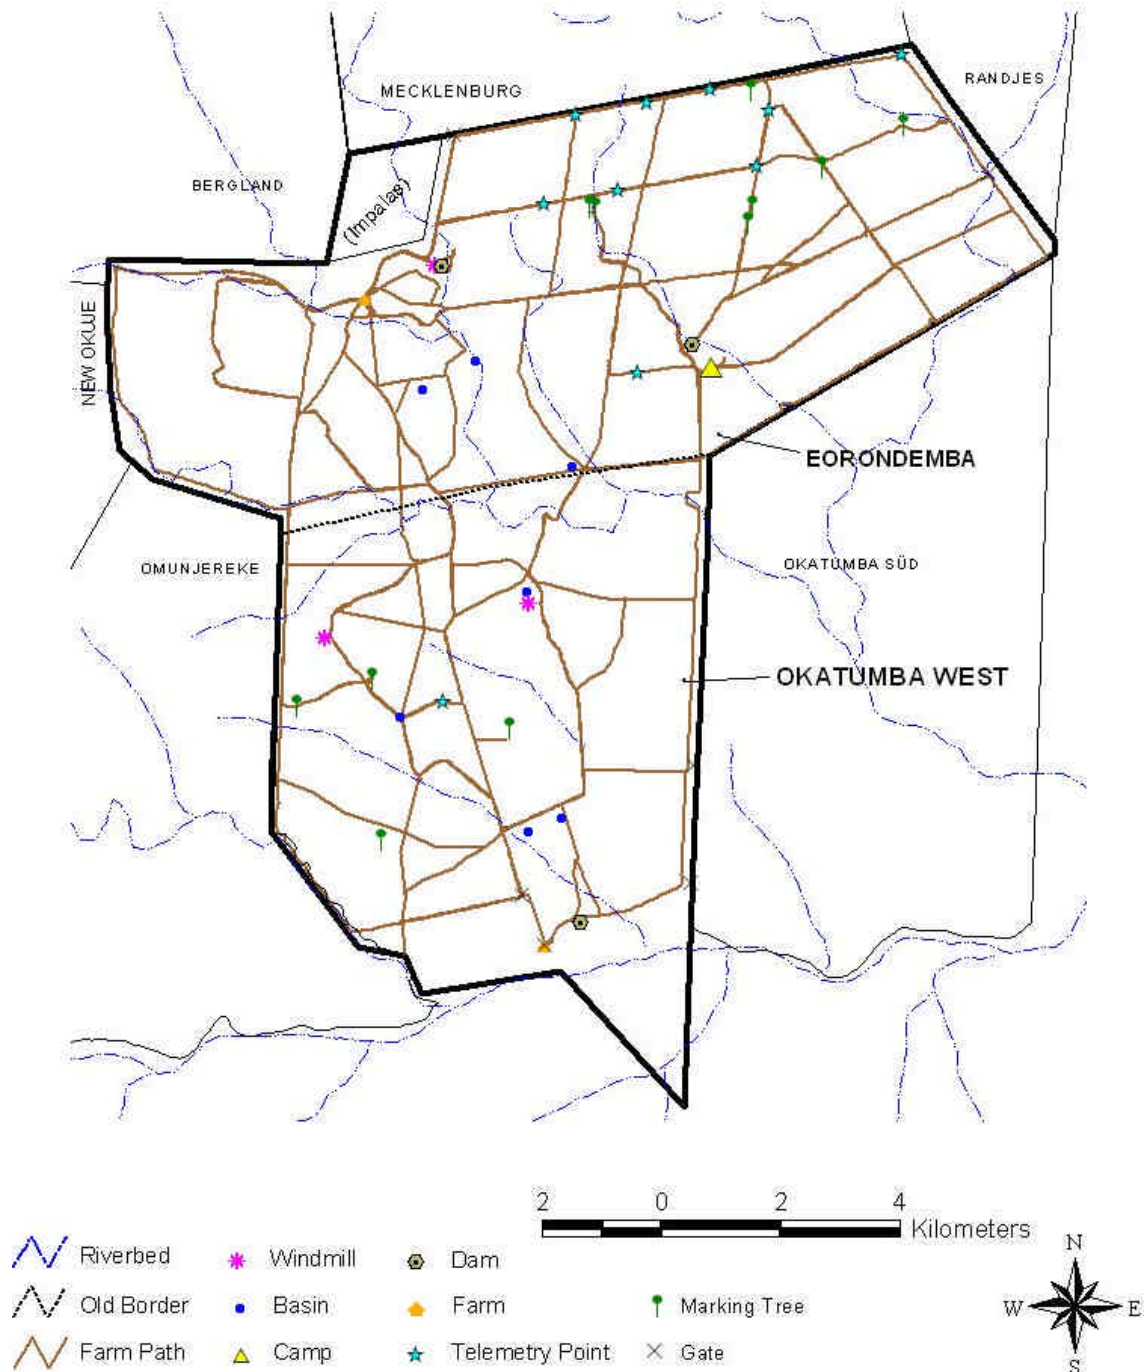 MECKLENBURG
RANDJES
BERGLAND
(Impalas)
NEW OKUJE
EORONDEMBA
OMUNJEREKE
OKATUMBA SÜD
OKATUMBA WEST
2 0 2 4
Kilometers
Riverbed Windmill Dam
Old Border Basin Farm Marking Tree
Farm Path Camp Telemetry Point Gate
N
W E
S